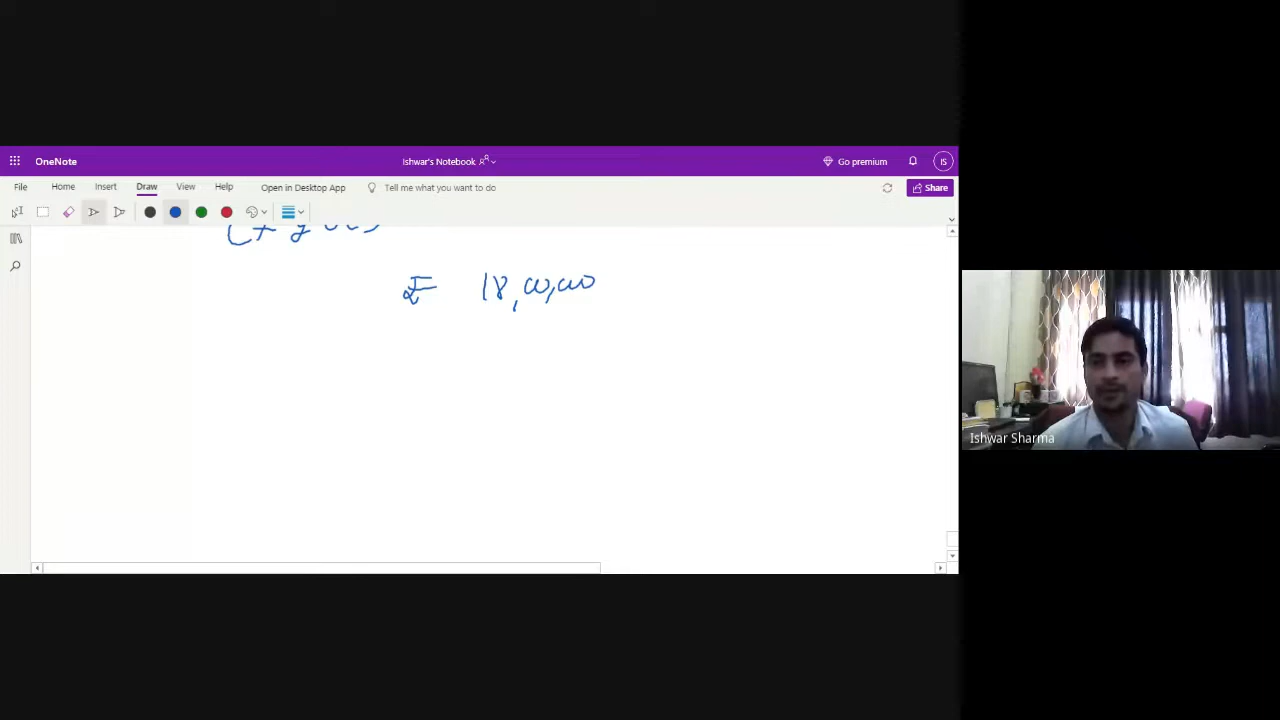 OneNote
Ishwar's Notebook
Go premium
IS
File Home Insert Draw View Help Open in Desktop App Tell me what you want to do
Share
18,00,000
Ishwar Sharma